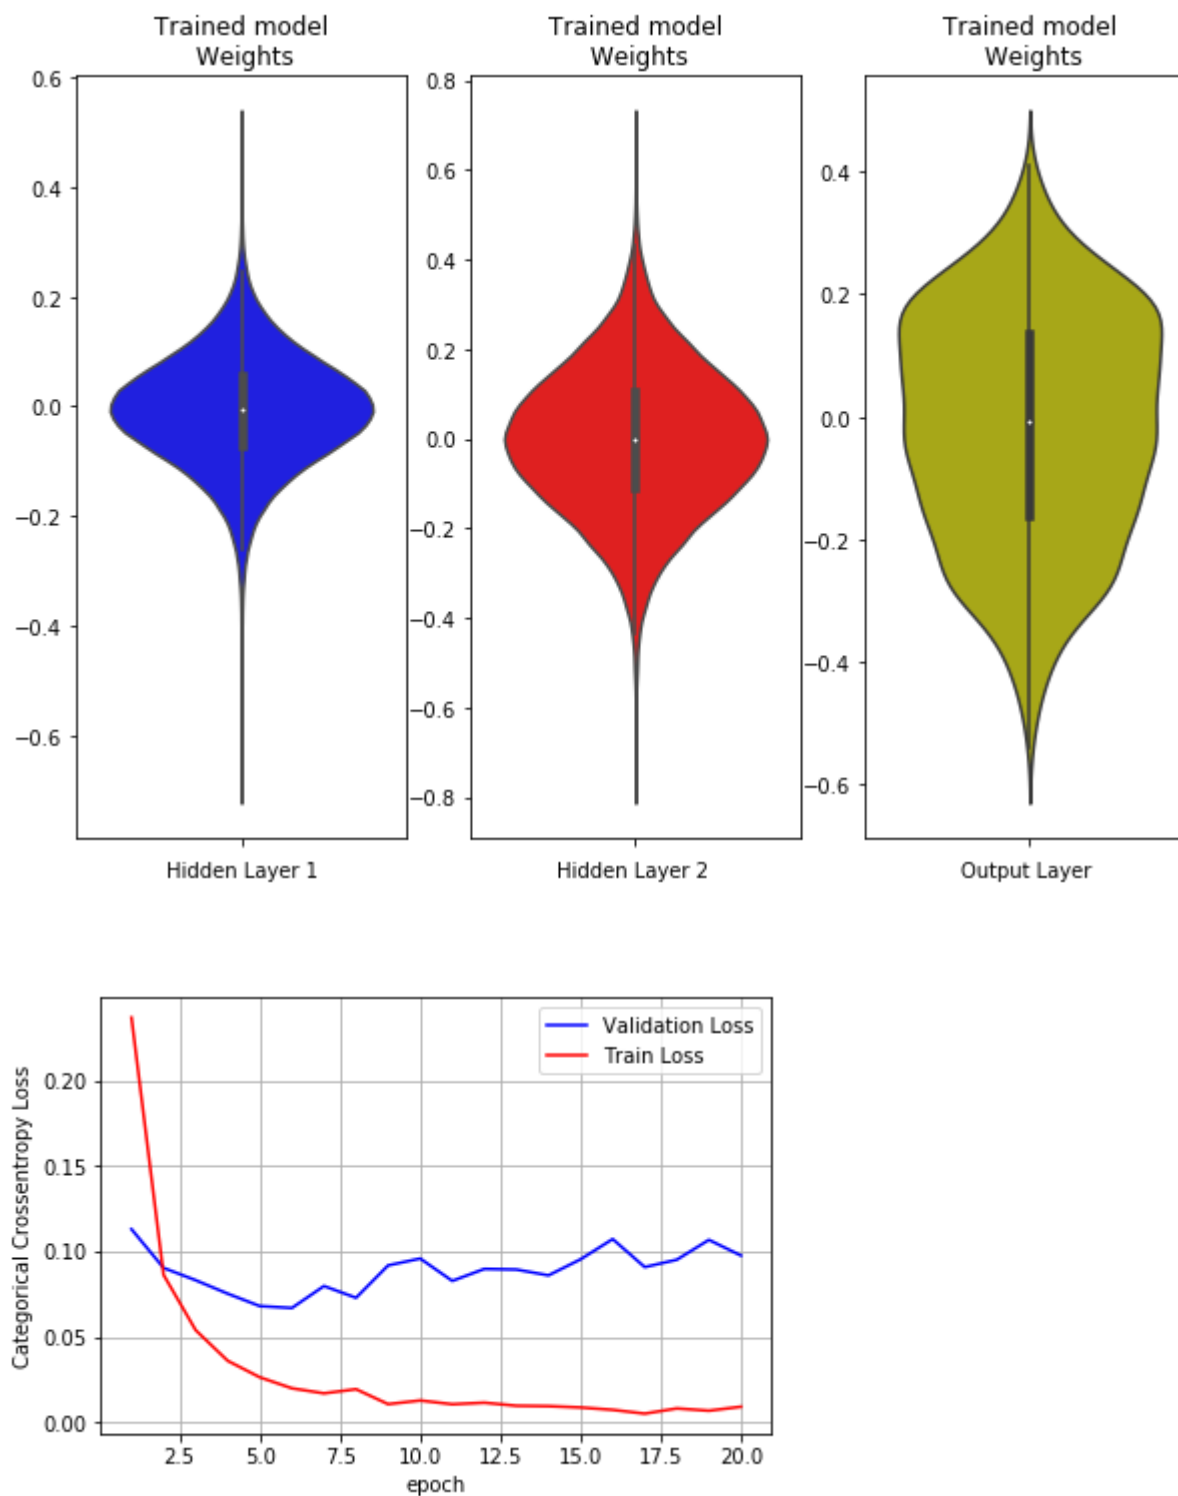 Trained model
Weights
Trained model
Weights
Trained model
Weights
0.6
0.4
0.2
0.0
−0.2
−0.4
−0.6
0.8
0.6
0.4
0.2
0.0
−0.2
−0.4
−0.6
−0.8
0.4
0.2
0.0
−0.2
−0.4
−0.6
Hidden Layer 1
Hidden Layer 2
Output Layer
Categorical Crossentropy Loss
0.20
0.15
0.10
0.05
0.00
Validation Loss
Train Loss
2.5 5.0 7.5 10.0 12.5 15.0 17.5 20.0
epoch